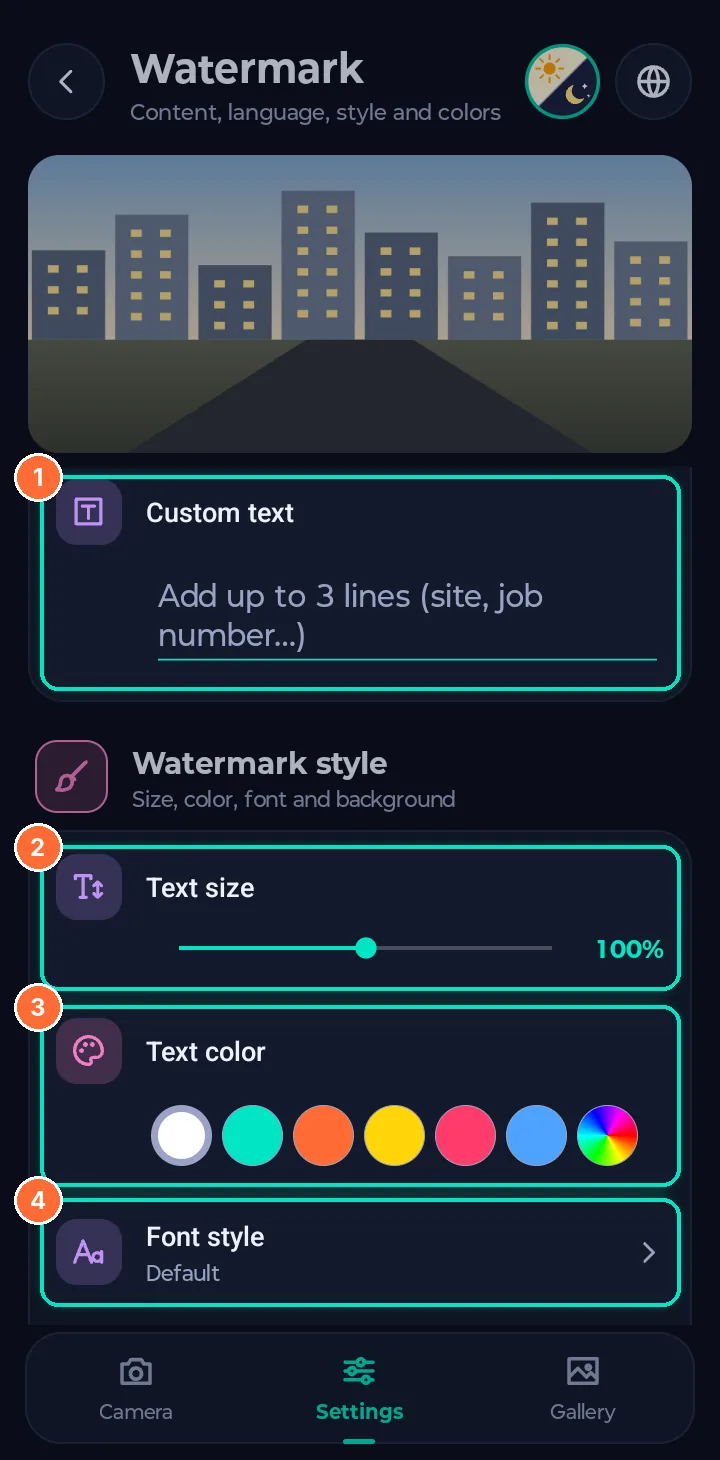 Watermark
Content, language, style and colors
1
Custom text
Add up to 3 lines (site, job
number...)
Watermark style
Size, color, font and background
2
Text size
100%
3
Text color
4
Font style
Default
Camera
Settings
Gallery